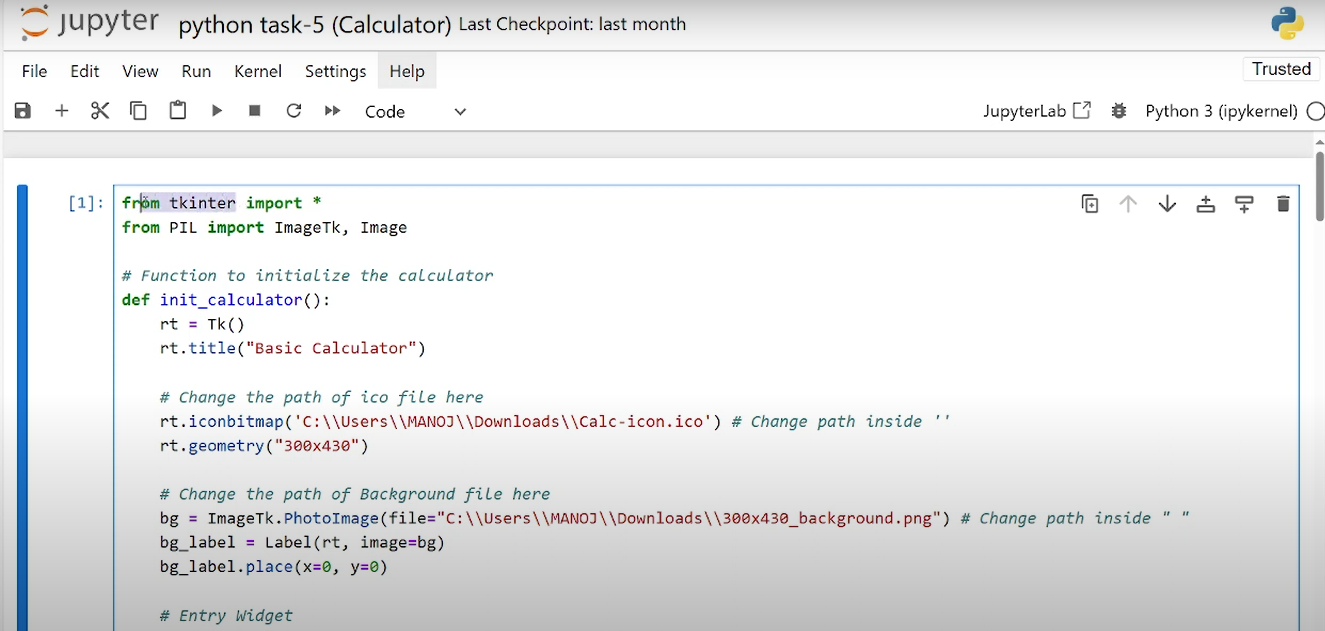 jupyter python task-5 (Calculator) Last Checkpoint: last month
File Edit View Run Kernel Settings Help Trusted
Code JupyterLab Python 3 (ipykernel)
[1]: from tkinter import *
from PIL import ImageTk, Image
# Function to initialize the calculator
def init_calculator():
    rt = Tk()
    rt.title("Basic Calculator")
    # Change the path of ico file here
    rt.iconbitmap('C:\\Users\\MANOJ\\Downloads\\Calc-icon.ico') # Change path inside ''
    rt.geometry("300x430")
    # Change the path of Background file here
    bg = ImageTk.PhotoImage(file="C:\\Users\\MANOJ\\Downloads\\300x430_background.png") # Change path inside " "
    bg_label = Label(rt, image=bg)
    bg_label.place(x=0, y=0)
    # Entry Widget